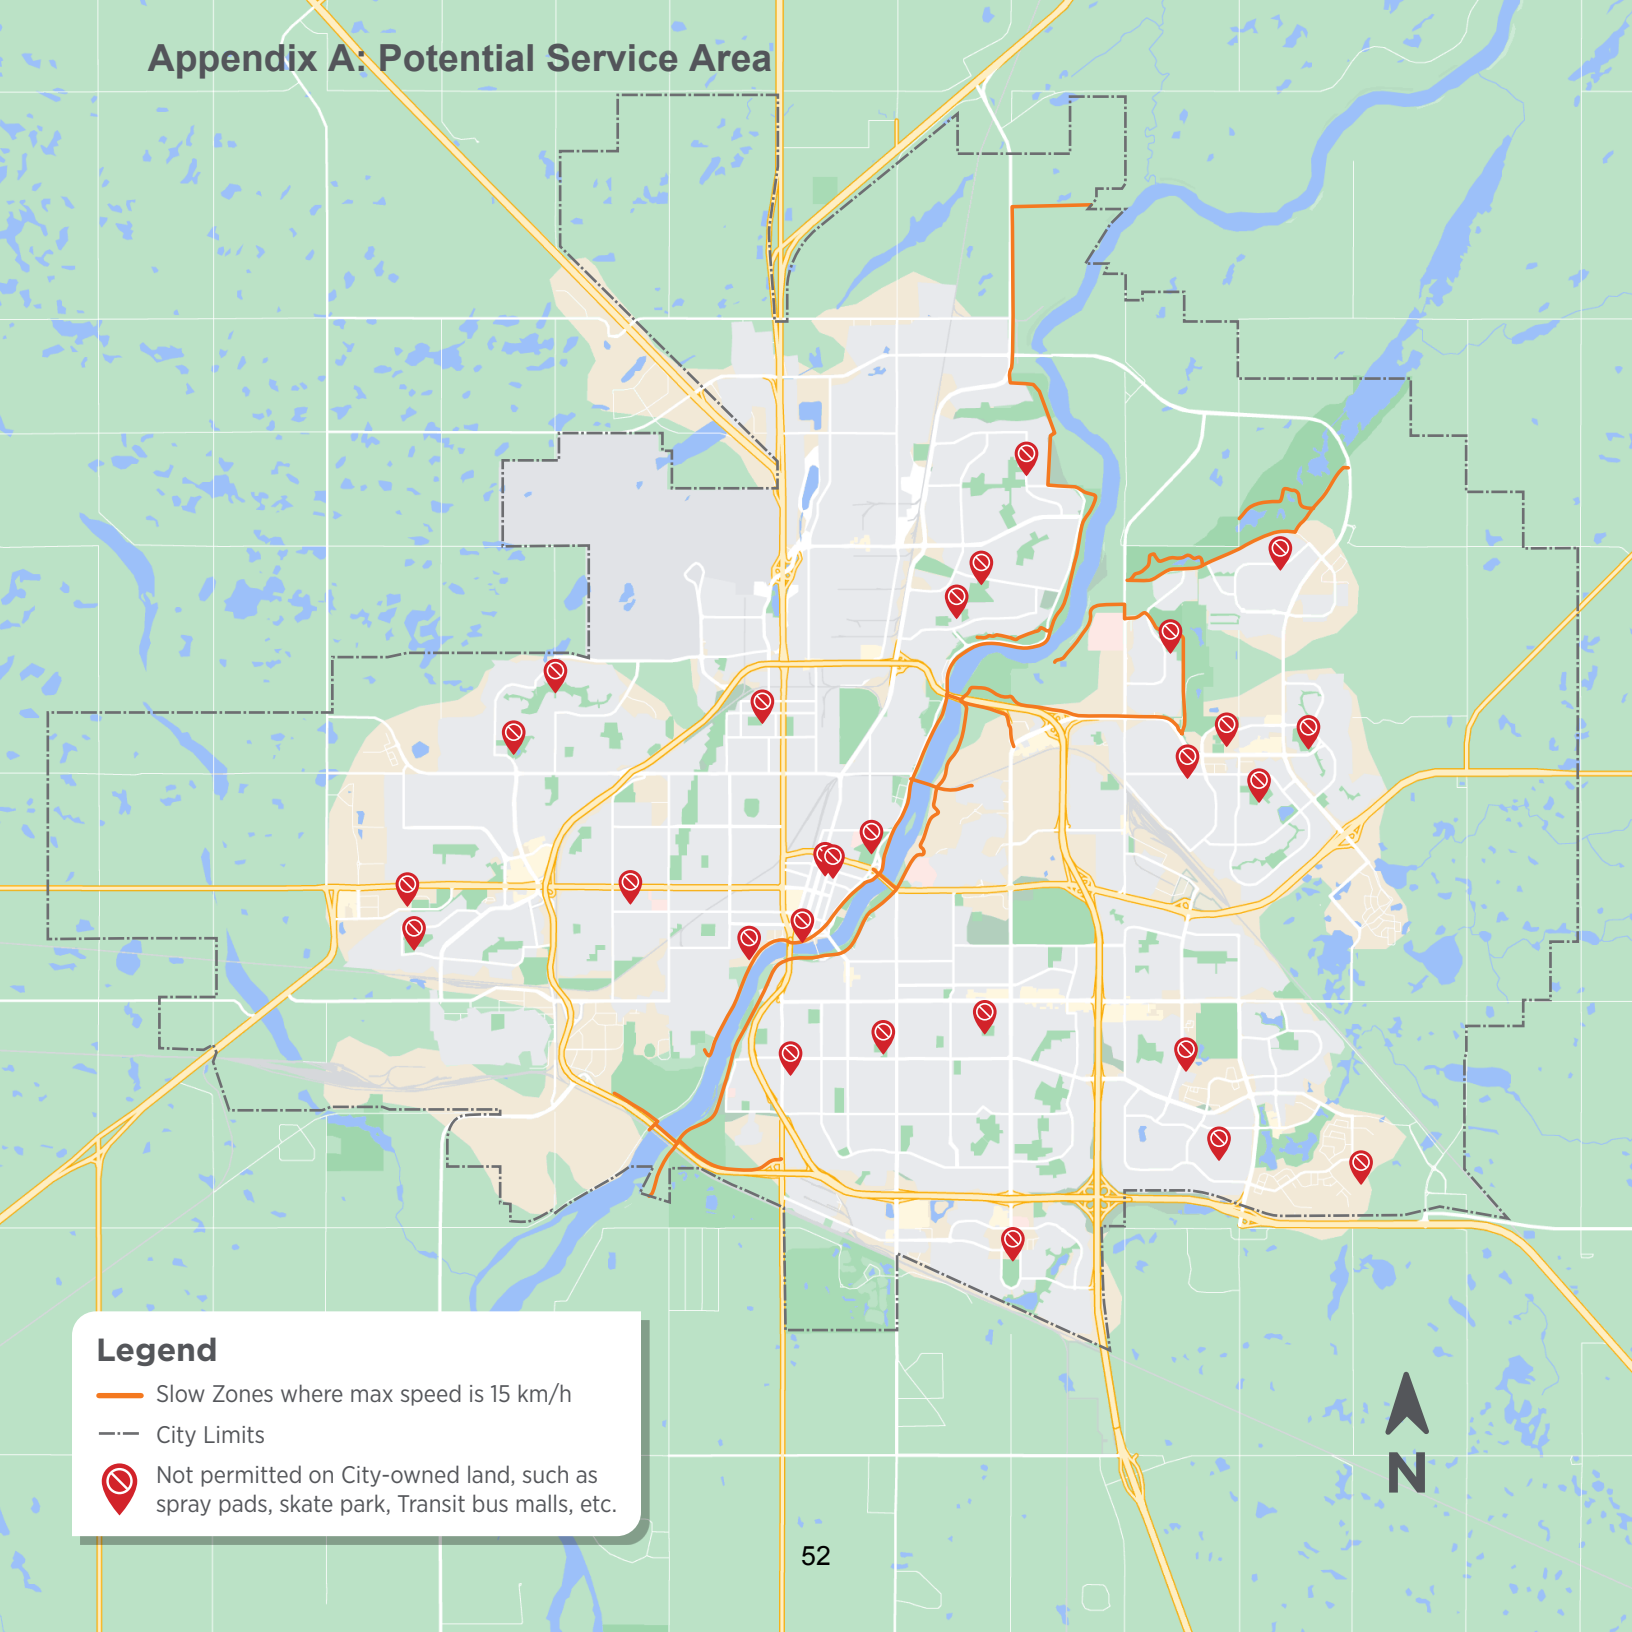 Appendix A: Potential Service Area
Legend
Slow Zones where max speed is 15 km/h
City Limits
Not permitted on City-owned land, such as
spray pads, skate park, Transit bus malls, etc.
N
52